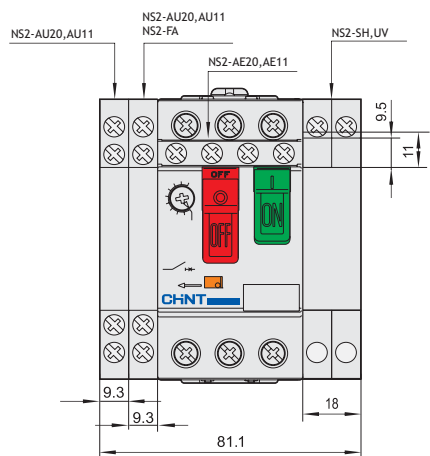 NS2-AU20,AU11
NS2-AU20,AU11
NS2-FA
NS2-SH,UV
NS2-AE20,AE11
9.5
11
OFF
I
OFF
ON
CHINT
9.3
9.3
18
81.1